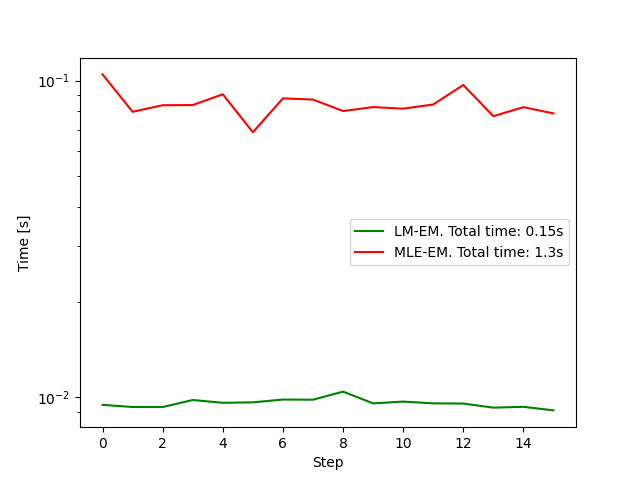 10⁻¹
10⁻²
Time [s]
LM-EM. Total time: 0.15s
MLE-EM. Total time: 1.3s
0 2 4 6 8 10 12 14
Step